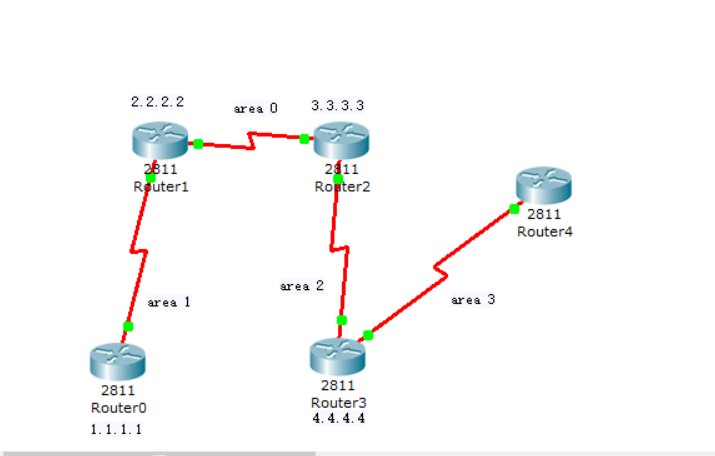 2.2.2.2
area 0
3.3.3.3
2811
Router1
2811
Router2
2811
Router4
area 2
area 3
area 1
2811
Router0
1.1.1.1
2811
Router3
4.4.4.4